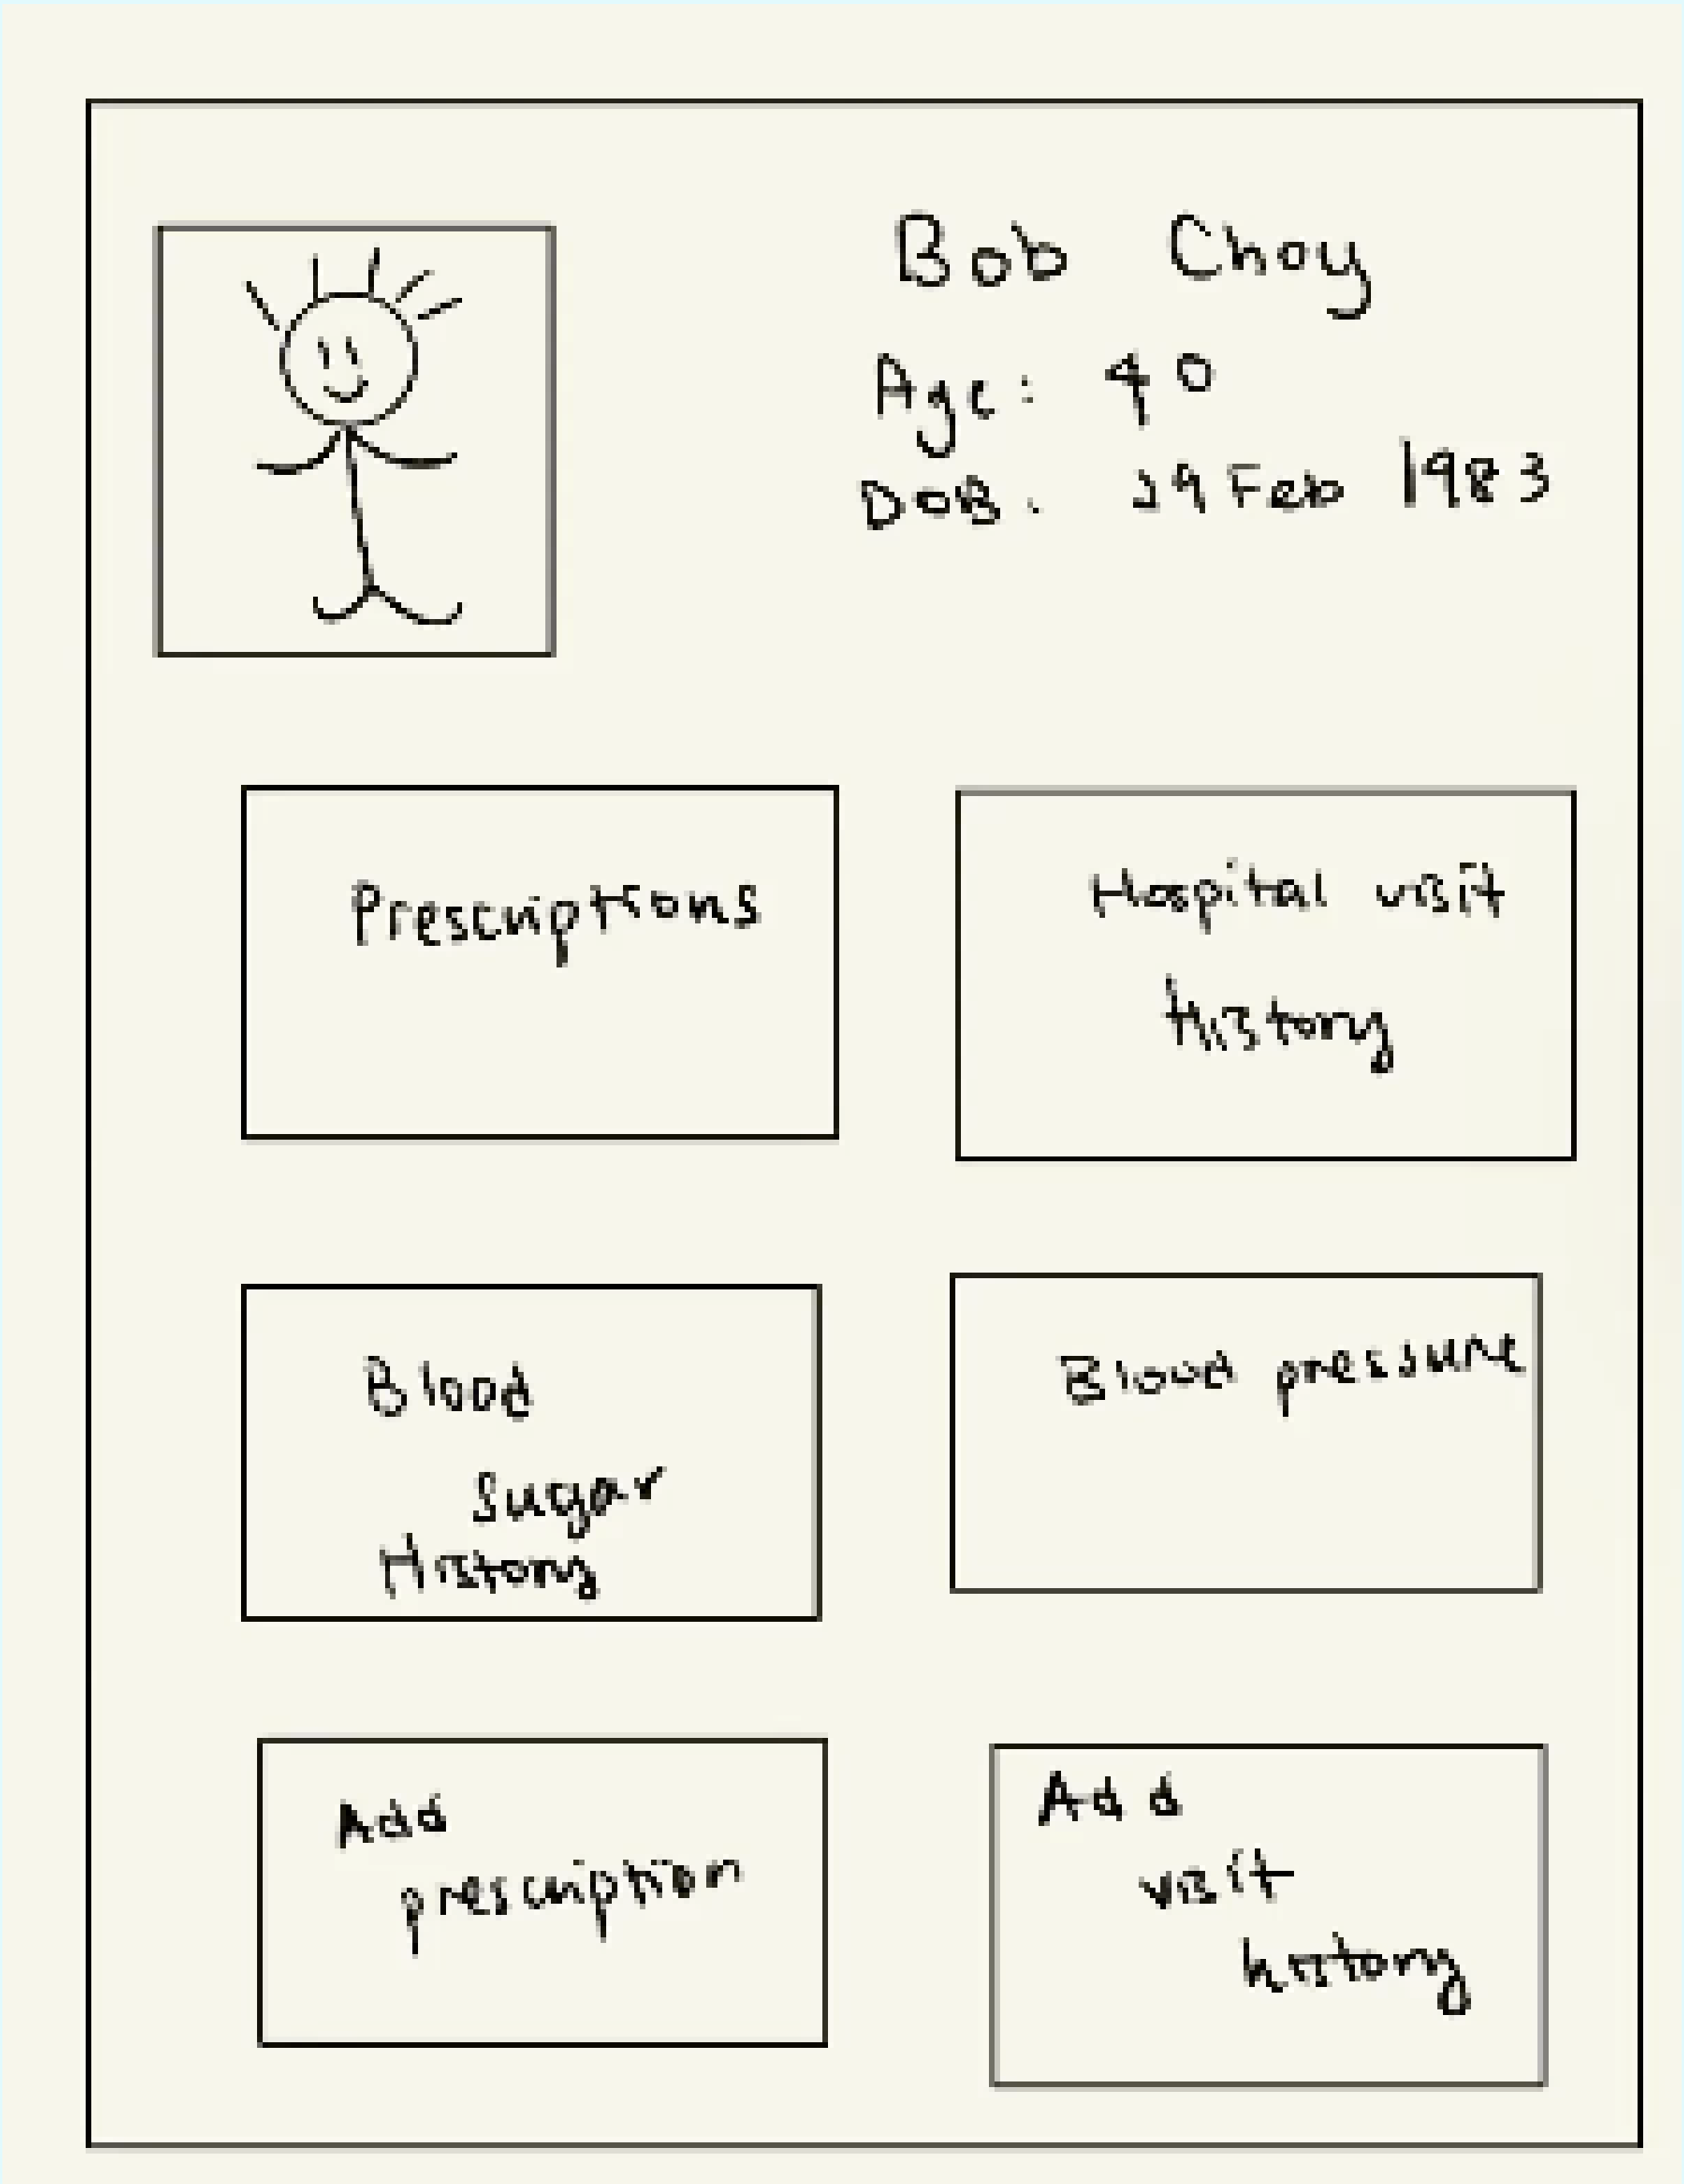 Bob Choy
Age: 40
DOB: 29 Feb 1983
Prescriptions
Hospital visit
History
Blood
Sugar
History
Blood pressure
Add
prescription
Add
visit
history